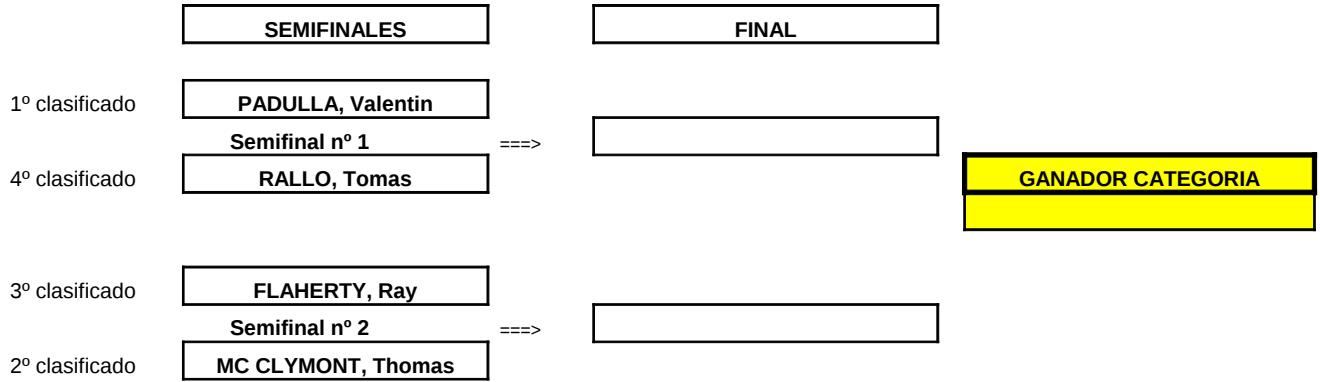 SEMIFINALES FINAL
1º clasificado PADULLA, Valentin
Semifinal nº 1 ===>
4º clasificado RALLO, Tomas GANADOR CATEGORIA
3º clasificado FLAHERTY, Ray
Semifinal nº 2 ===>
2º clasificado MC CLYMONT, Thomas